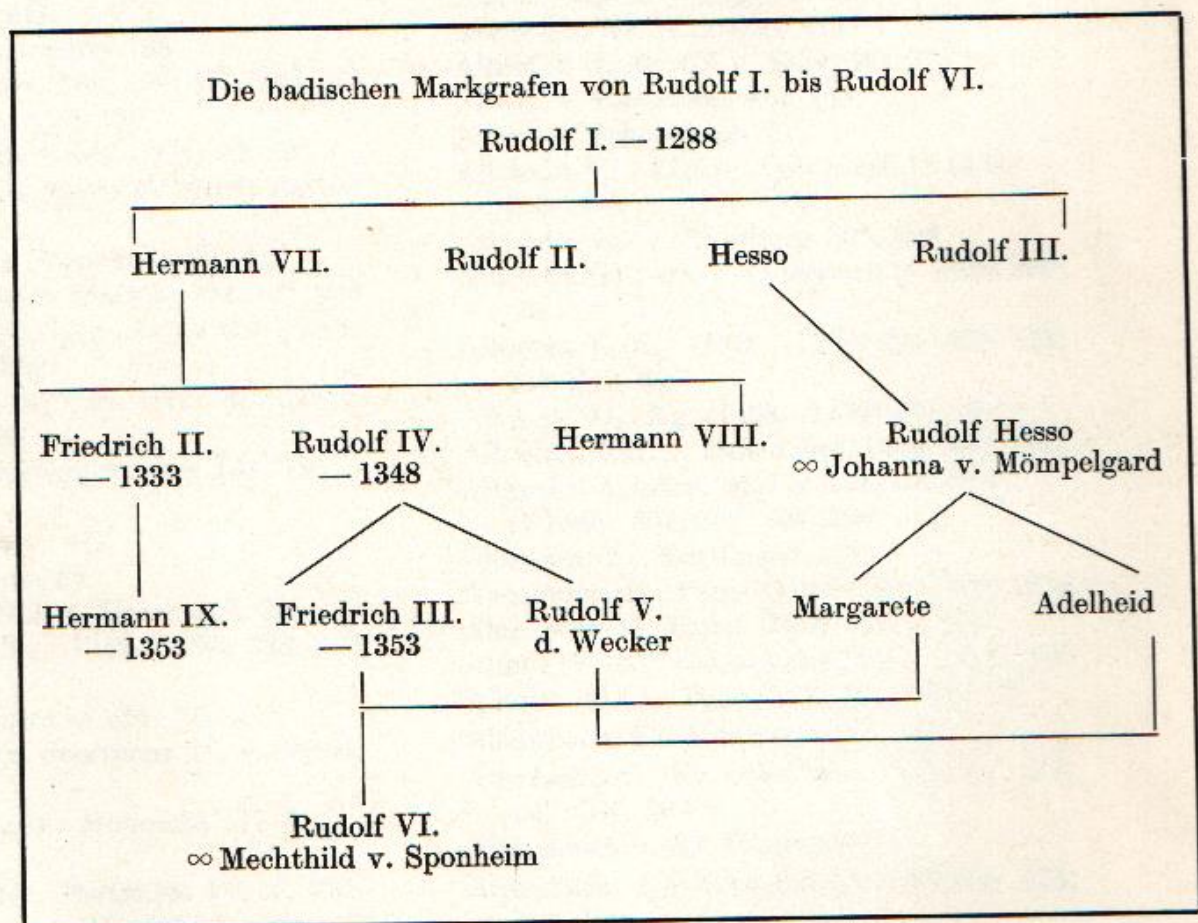 Die badischen Markgrafen von Rudolf I. bis Rudolf VI.
Rudolf I. — 1288
Hermann VII. Rudolf II. Hesso Rudolf III.
Friedrich II. Rudolf IV. Hermann VIII. Rudolf Hesso
— 1333 — 1348 ∞ Johanna v. Mömpelgard
Hermann IX. Friedrich III. Rudolf V. Margarete Adelheid
— 1353 — 1353 d. Wecker
Rudolf VI.
∞ Mechthild v. Sponheim